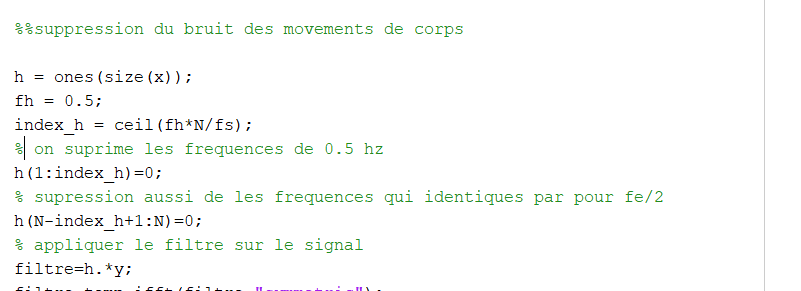 %%suppression du bruit des movements de corps
h = ones(size(x));
fh = 0.5;
index_h = ceil(fh*N/fs);
% on suprime les frequences de 0.5 hz
h(1:index_h)=0;
% supression aussi de les frequences qui identiques par pour fe/2
h(N-index_h+1:N)=0;
% appliquer le filtre sur le signal
filtre=h.*y;